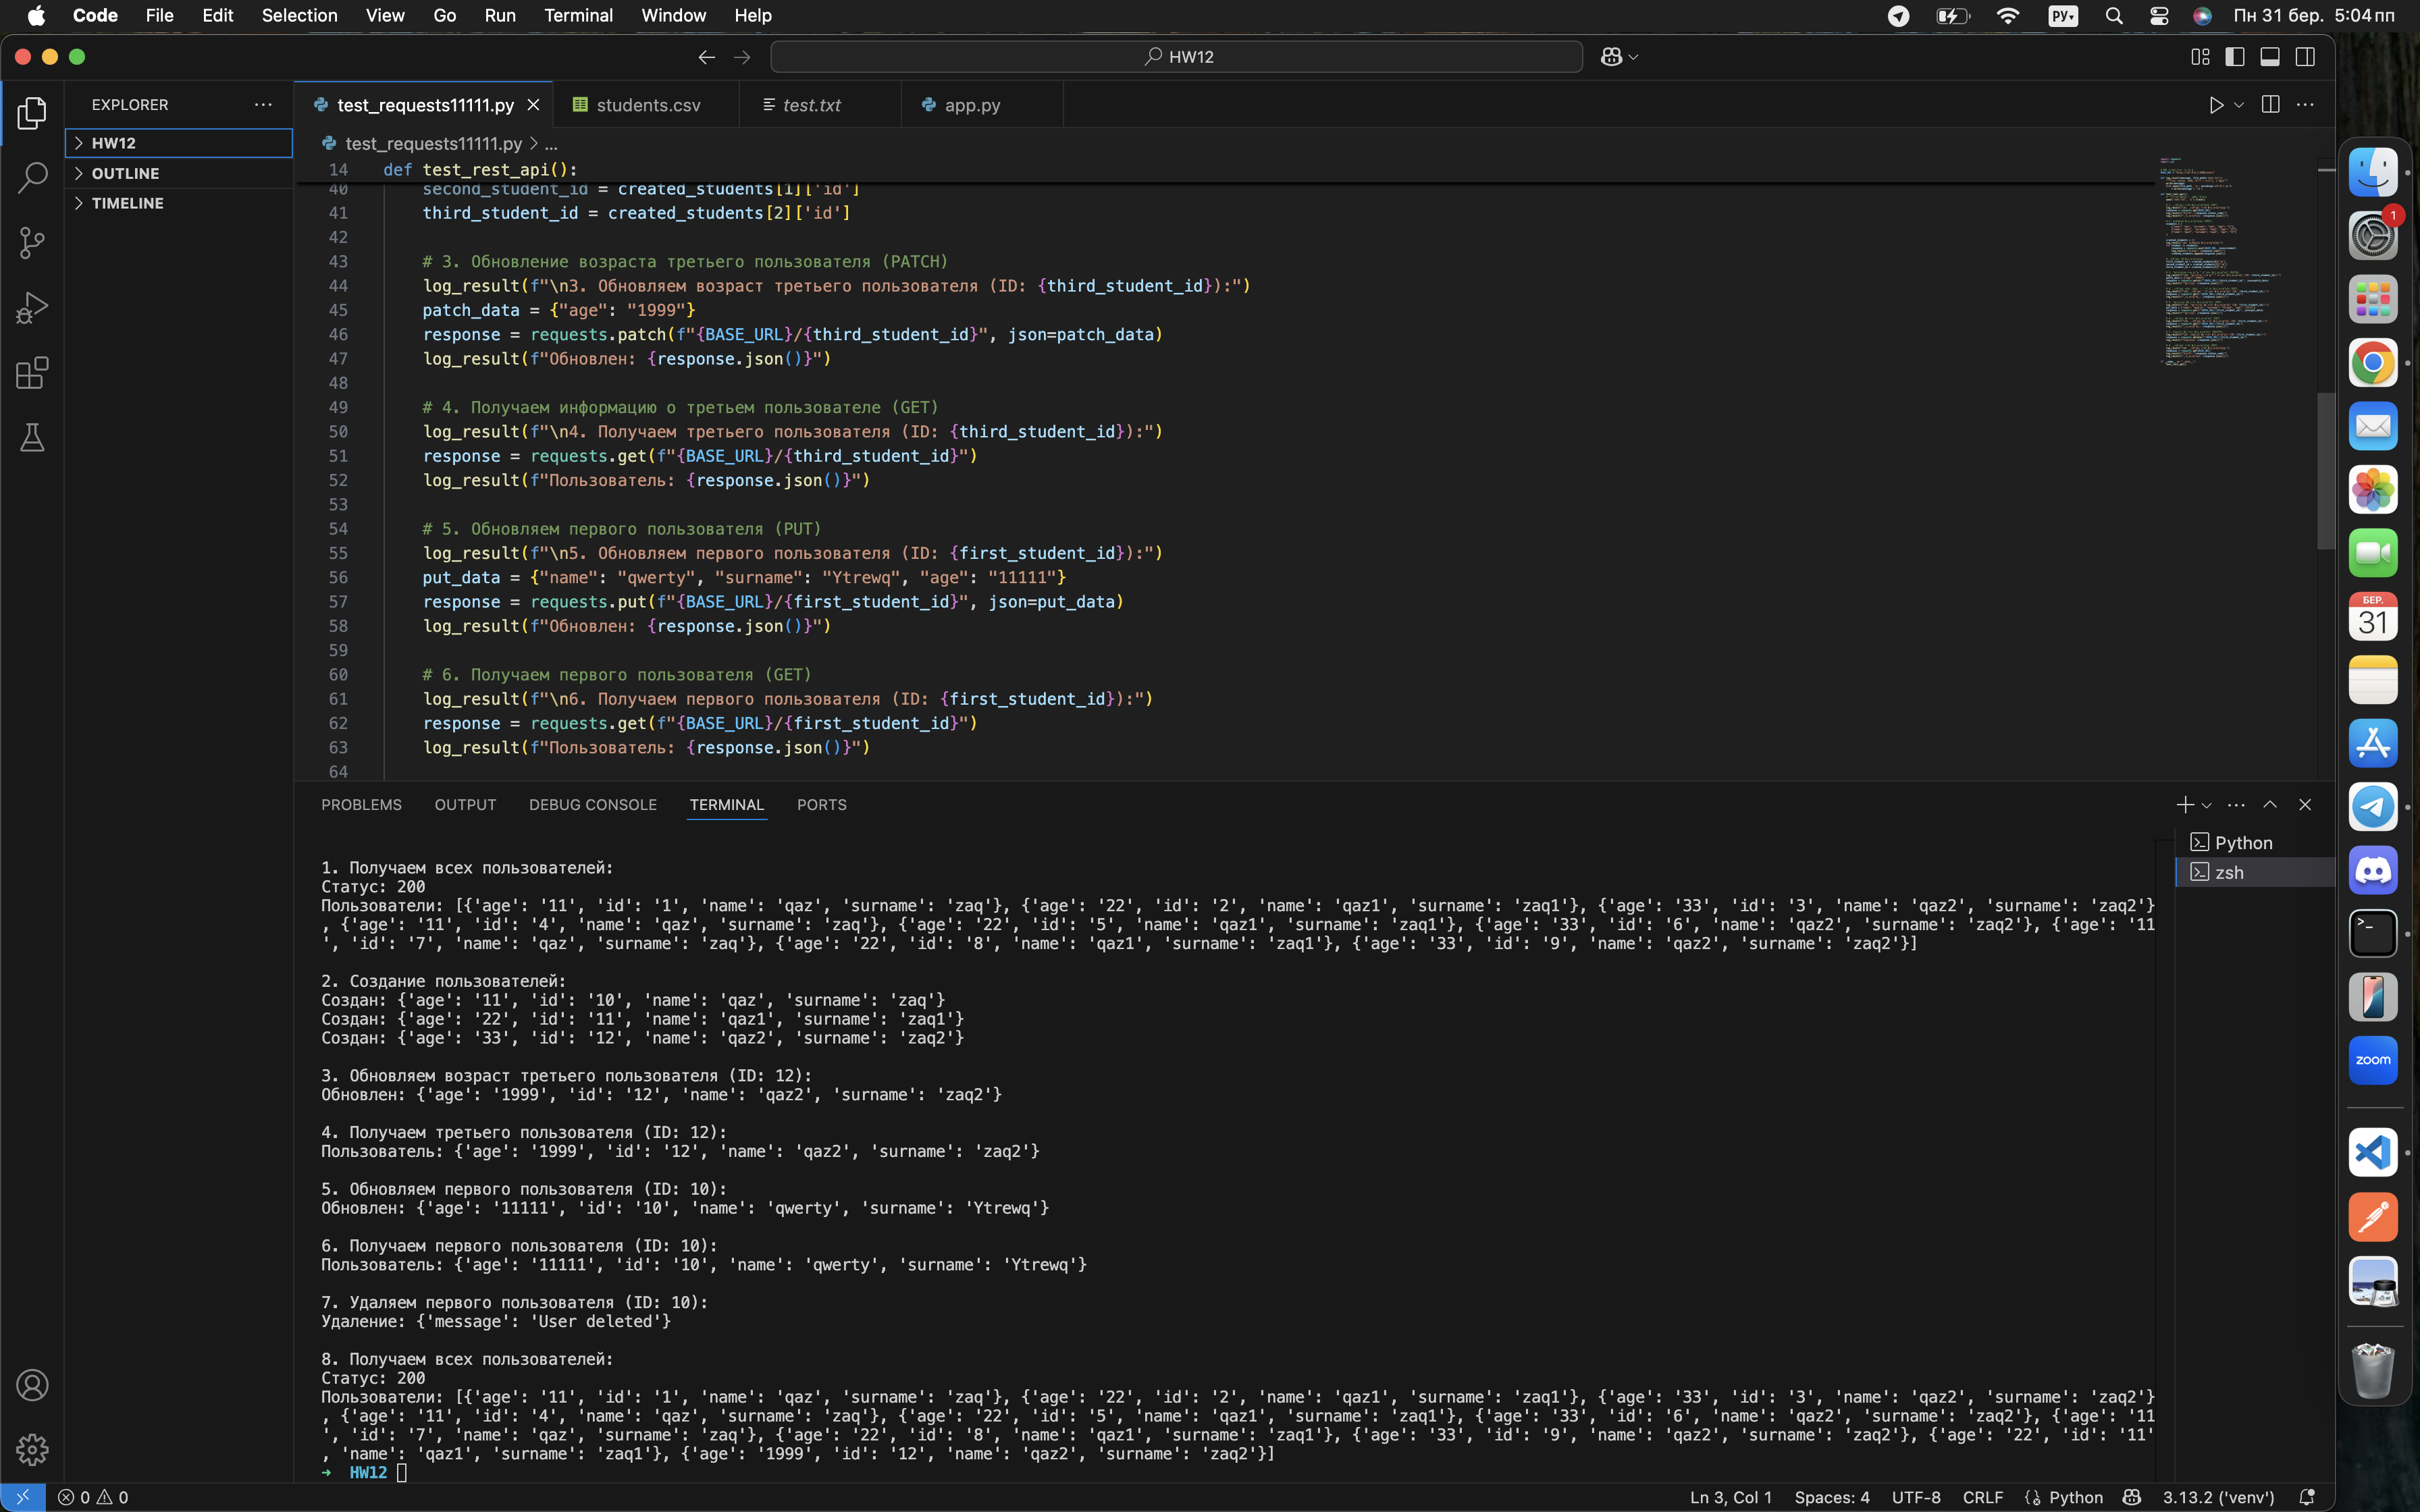 Code File Edit Selection View Go Run Terminal Window Help РУ Пн 31 бер. 5:04 пп
HW12
EXPLORER
test_requests11111.py students.csv test.txt app.py
HW12
OUTLINE
TIMELINE
test_requests11111.py > ...
14 def test_rest_api():
40 second_student_id = created_students[1]['id']
41 third_student_id = created_students[2]['id']
42
43 # 3. Обновление возраста третьего пользователя (PATCH)
44 log_result(f"\n3. Обновляем возраст третьего пользователя (ID: {third_student_id}):")
45 patch_data = {"age": "1999"}
46 response = requests.patch(f"{BASE_URL}/{third_student_id}", json=patch_data)
47 log_result(f"Обновлен: {response.json()}")
48
49 # 4. Получаем информацию о третьем пользователе (GET)
50 log_result(f"\n4. Получаем третьего пользователя (ID: {third_student_id}):")
51 response = requests.get(f"{BASE_URL}/{third_student_id}")
52 log_result(f"Пользователь: {response.json()}")
53
54 # 5. Обновляем первого пользователя (PUT)
55 log_result(f"\n5. Обновляем первого пользователя (ID: {first_student_id}):")
56 put_data = {"name": "qwerty", "surname": "Ytrewq", "age": "11111"}
57 response = requests.put(f"{BASE_URL}/{first_student_id}", json=put_data)
58 log_result(f"Обновлен: {response.json()}")
59
60 # 6. Получаем первого пользователя (GET)
61 log_result(f"\n6. Получаем первого пользователя (ID: {first_student_id}):")
62 response = requests.get(f"{BASE_URL}/{first_student_id}")
63 log_result(f"Пользователь: {response.json()}")
64
PROBLEMS OUTPUT DEBUG CONSOLE TERMINAL PORTS
Python
zsh
1. Получаем всех пользователей:
Статус: 200
Пользователи: [{'age': '11', 'id': '1', 'name': 'qaz', 'surname': 'zaq'}, {'age': '22', 'id': '2', 'name': 'qaz1', 'surname': 'zaq1'}, {'age': '33', 'id': '3', 'name': 'qaz2', 'surname': 'zaq2'}
, {'age': '11', 'id': '4', 'name': 'qaz', 'surname': 'zaq'}, {'age': '22', 'id': '5', 'name': 'qaz1', 'surname': 'zaq1'}, {'age': '33', 'id': '6', 'name': 'qaz2', 'surname': 'zaq2'}, {'age': '11
', 'id': '7', 'name': 'qaz', 'surname': 'zaq'}, {'age': '22', 'id': '8', 'name': 'qaz1', 'surname': 'zaq1'}, {'age': '33', 'id': '9', 'name': 'qaz2', 'surname': 'zaq2'}]
2. Создание пользователей:
Создан: {'age': '11', 'id': '10', 'name': 'qaz', 'surname': 'zaq'}
Создан: {'age': '22', 'id': '11', 'name': 'qaz1', 'surname': 'zaq1'}
Создан: {'age': '33', 'id': '12', 'name': 'qaz2', 'surname': 'zaq2'}
3. Обновляем возраст третьего пользователя (ID: 12):
Обновлен: {'age': '1999', 'id': '12', 'name': 'qaz2', 'surname': 'zaq2'}
4. Получаем третьего пользователя (ID: 12):
Пользователь: {'age': '1999', 'id': '12', 'name': 'qaz2', 'surname': 'zaq2'}
5. Обновляем первого пользователя (ID: 10):
Обновлен: {'age': '11111', 'id': '10', 'name': 'qwerty', 'surname': 'Ytrewq'}
6. Получаем первого пользователя (ID: 10):
Пользователь: {'age': '11111', 'id': '10', 'name': 'qwerty', 'surname': 'Ytrewq'}
7. Удаляем первого пользователя (ID: 10):
Удаление: {'message': 'User deleted'}
8. Получаем всех пользователей:
Статус: 200
Пользователи: [{'age': '11', 'id': '1', 'name': 'qaz', 'surname': 'zaq'}, {'age': '22', 'id': '2', 'name': 'qaz1', 'surname': 'zaq1'}, {'age': '33', 'id': '3', 'name': 'qaz2', 'surname': 'zaq2'}
, {'age': '11', 'id': '4', 'name': 'qaz', 'surname': 'zaq'}, {'age': '22', 'id': '5', 'name': 'qaz1', 'surname': 'zaq1'}, {'age': '33', 'id': '6', 'name': 'qaz2', 'surname': 'zaq2'}, {'age': '11
', 'id': '7', 'name': 'qaz', 'surname': 'zaq'}, {'age': '22', 'id': '8', 'name': 'qaz1', 'surname': 'zaq1'}, {'age': '33', 'id': '9', 'name': 'qaz2', 'surname': 'zaq2'}, {'age': '22', 'id': '11'
, 'name': 'qaz1', 'surname': 'zaq1'}, {'age': '1999', 'id': '12', 'name': 'qaz2', 'surname': 'zaq2'}]
➜ HW12
0 0 Ln 3, Col 1 Spaces: 4 UTF-8 CRLF Python 3.13.2 ('venv')
1
БЕР.
31
zoom